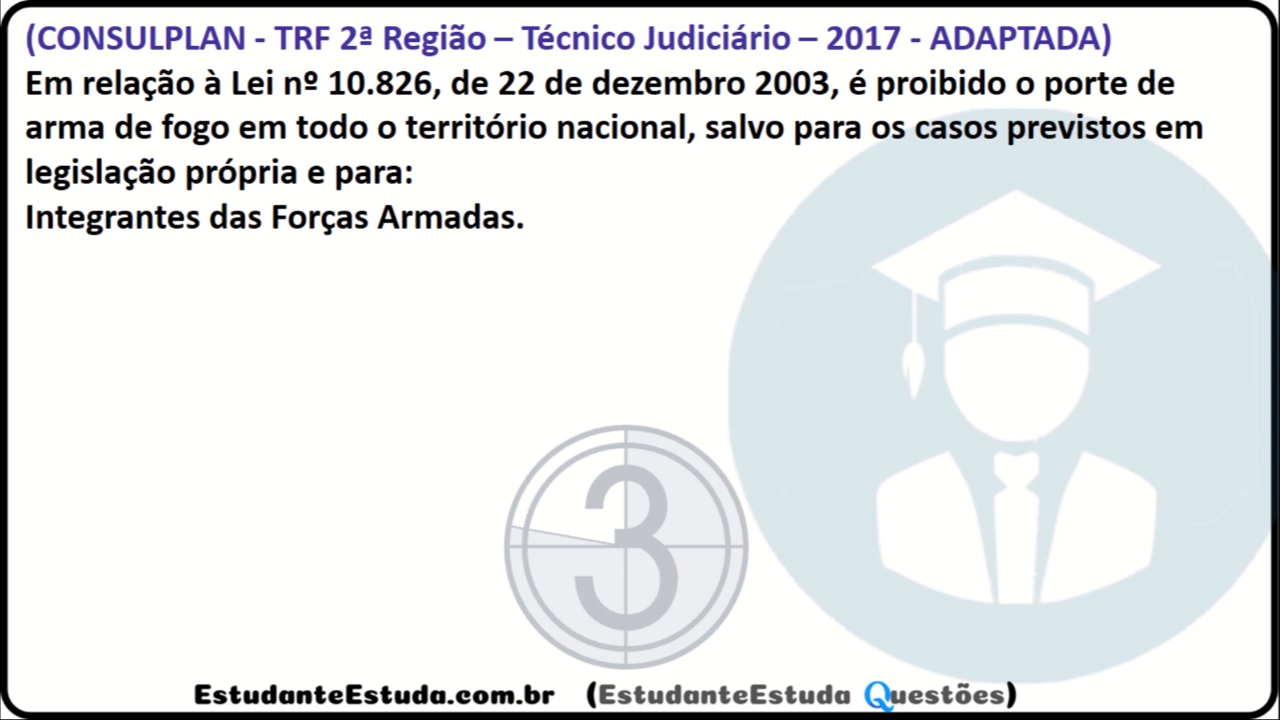 (CONSULPLAN - TRF 2ª Região – Técnico Judiciário – 2017 - ADAPTADA)
Em relação à Lei nº 10.826, de 22 de dezembro 2003, é proibido o porte de
arma de fogo em todo o território nacional, salvo para os casos previstos em
legislação própria e para:
Integrantes das Forças Armadas.
3
EstudanteEstuda.com.br (EstudanteEstuda Questões)